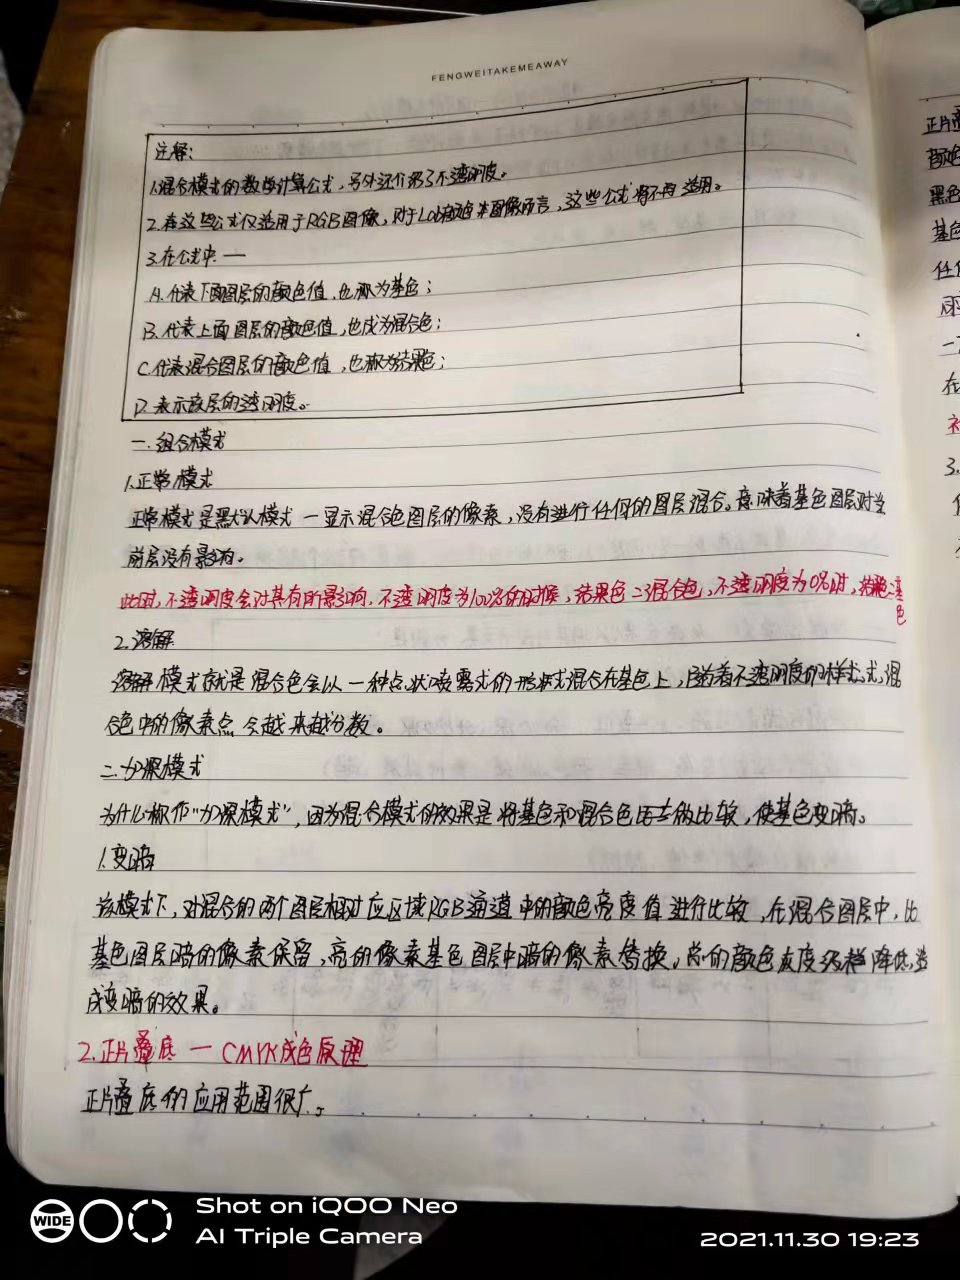 FENGWEITAKEMEAWAY
注释:
1.混合模式的数学计算公式,另外还介绍了不透明度。
2.在这些公式仅适用于RGB图像,对于Lab颜色图像而言,这些公式将不再适用。
3.在公式中—
A.代表下面图层的颜色值,也称为基色;
B.代表上面图层的颜色值,也成为混合色;
C.代表混合图层的颜色值,也称为结果色;
D.表示该层的透明度。
一.组合模式
1.正常模式
正常模式是默认模式—显示混合色图层的像素,没有进行任何的图层混合。意味着基色图层对当
前层没有影响。
此时,不透明度会对其有所影响.不透明度为100%的时候,结果色=混合色,不透明度为0%时,结果色=基
色
2.溶解
溶解模式就是混合色会以一种点状喷雾式的形状式混合在基色上,随着不透明度的样式,混
合色中的像素点会越来越分散。
二.加深模式
为什么称作“加深模式”,因为混合模式的效果是将基色和混合色去做比较,使基色变暗。
1.变暗
该模式下,对混合的两个图层相对应区域RGB通道中的颜色亮度值进行比较,在混合图层中,比
基色图层暗的像素保留,亮的像素基色图层中暗的像素替换,总的颜色灰度级降低,造
成变暗的效果。
2.正片叠底—CMYK成色原理
正片叠底的应用范围很广。
正片叠
颜色
黑色
基色
任何
一
在
3.
WIDE
Shot on iQOO Neo
AI Triple Camera
2021.11.30 19:23